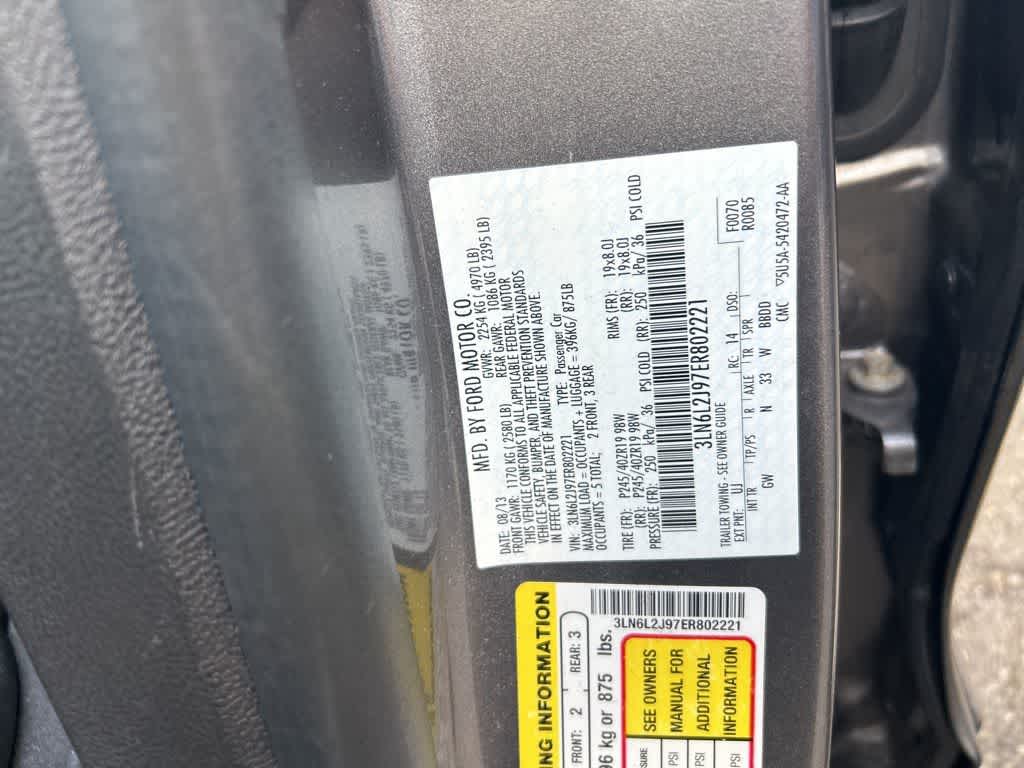 MFD. BY FORD MOTOR CO.
DATE: 08/13 GVWR: 2254 KG ( 4970 LB)
FRONT GAWR: 1170 KG ( 2580 LB) REAR GAWR: 1086 KG ( 2395 LB)
THIS VEHICLE CONFORMS TO ALL APPLICABLE FEDERAL MOTOR
VEHICLE SAFETY, BUMPER, AND THEFT PREVENTION STANDARDS
IN EFFECT ON THE DATE OF MANUFACTURE SHOWN ABOVE.
VIN: 3LN6L2J97ER802221 TYPE: Passenger Car
MAXIMUM LOAD = OCCUPANTS + LUGGAGE = 396KG/ 875LB
OCCUPANTS = 5 TOTAL; 2 FRONT, 3 REAR
TIRE (FR): P245/40ZR19 98W RIMS (FR): 19x8.0J
(RR): P245/40ZR19 98W (RR): 19x8.0J
PRESSURE (FR): 250 kPa/ 36 PSI COLD (RR): 250 kPa/ 36 PSI COLD
3LN6L2J97ER802221
TRAILER TOWING - SEE OWNER GUIDE F0070
EXT PNT: UJ RC: 14 DSO: R0085
INT TR TP/PS R AXLE TR SPR
GW N 33 W BBDD
CMC ▽5U5A-5420472-AA
ING INFORMATION
FRONT: 2 REAR: 3
96 kg or 875 lbs.
3LN6L2J97ER802221
SEE OWNERS
MANUAL FOR
ADDITIONAL
INFORMATION
SURE
PSI
PSI
PSI